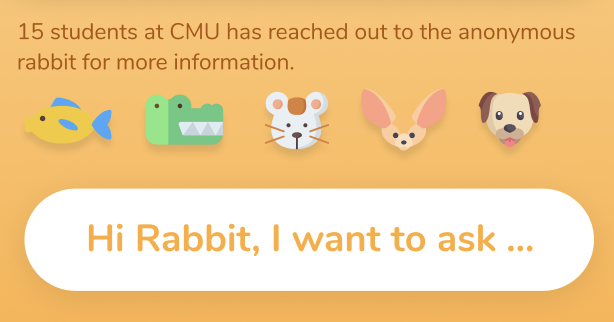 15 students at CMU has reached out to the anonymous
rabbit for more information.
Hi Rabbit, I want to ask ...